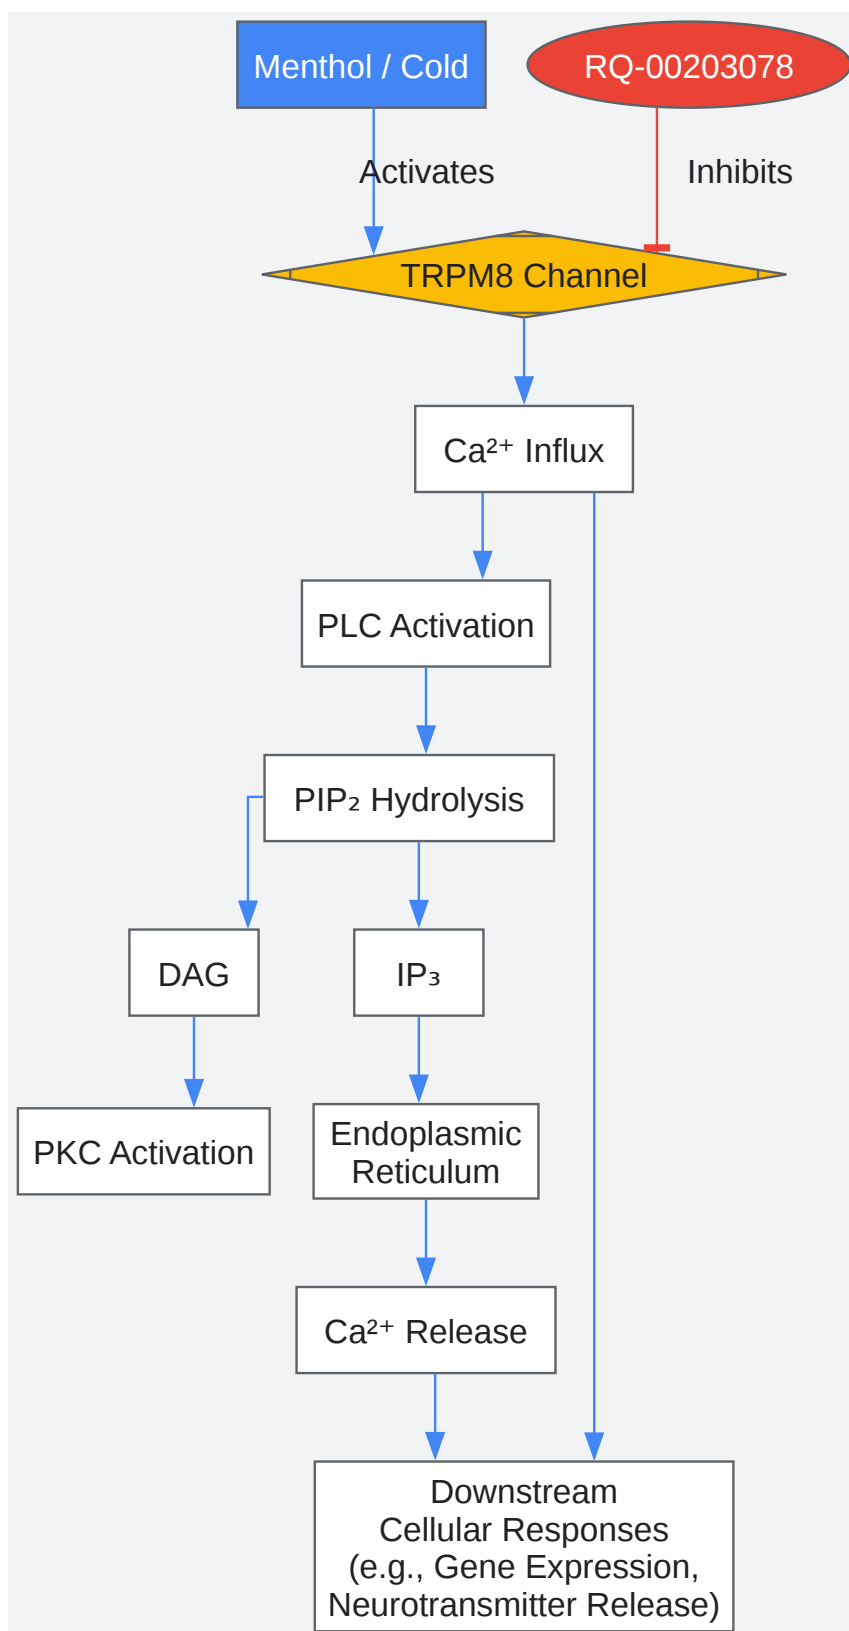 Menthol / Cold
RQ-00203078
Activates
Inhibits
TRPM8 Channel
Ca²⁺ Influx
PLC Activation
PIP₂ Hydrolysis
DAG
IP₃
PKC Activation
Endoplasmic
Reticulum
Ca²⁺ Release
Downstream
Cellular Responses
(e.g., Gene Expression,
Neurotransmitter Release)